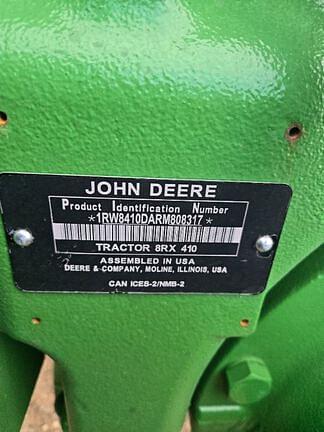 JOHN DEERE
Product Identification Number
*1RW8410DARM808317*
TRACTOR 8RX 410
ASSEMBLED IN USA
DEERE & COMPANY, MOLINE, ILLINOIS, USA
CAN ICES-2/NMB-2